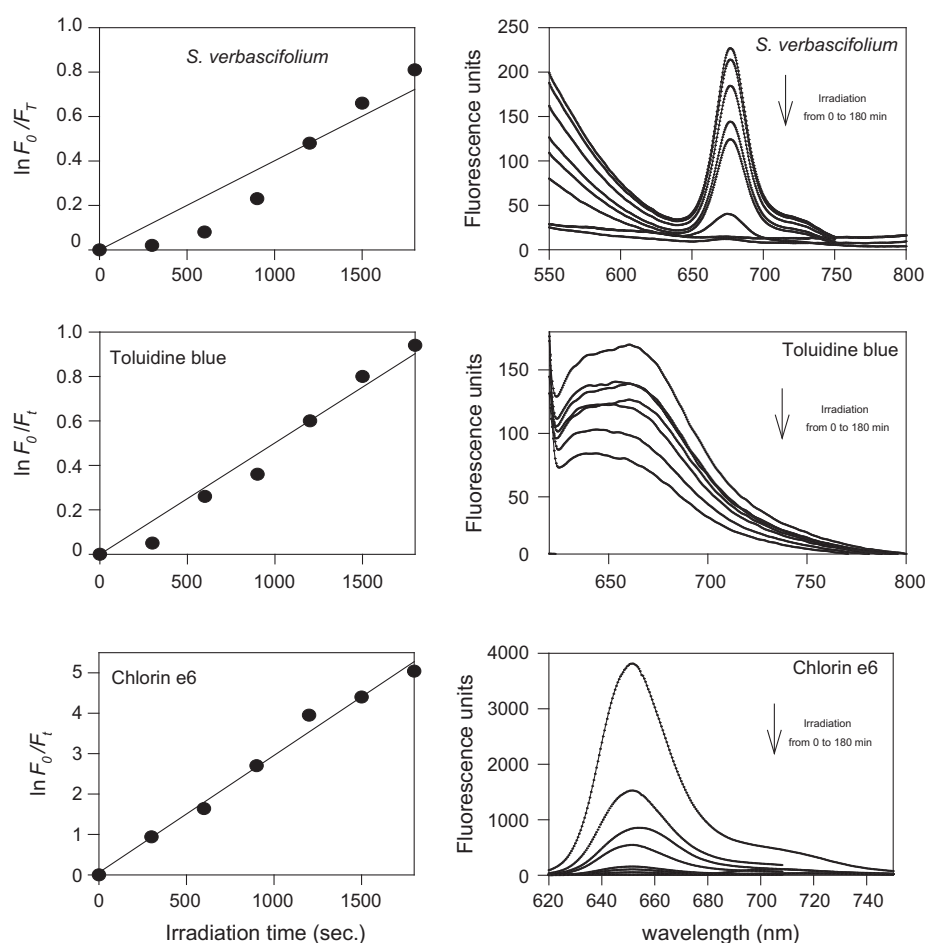 S. verbascifolium
ln F0/FT
1.0
0.8
0.6
0.4
0.2
0
0 500 1000 1500
S. verbascifolium
Irradiation
from 0 to 180 min
Fluorescence units
250
200
150
100
50
0
550 600 650 700 750 800
Toluidine blue
ln F0/Ft
1.0
0.8
0.6
0.4
0.2
0
0 500 1000 1500
Toluidine blue
Irradiation
from 0 to 180 min
Fluorescence units
150
100
50
0
650 700 750 800
Chlorin e6
ln F0/Ft
5
4
3
2
1
0
0 500 1000 1500
Irradiation time (sec.)
Chlorin e6
Irradiation
from 0 to 180 min
Fluorescence units
4000
3000
2000
1000
0
620 640 660 680 700 720 740
wavelength (nm)